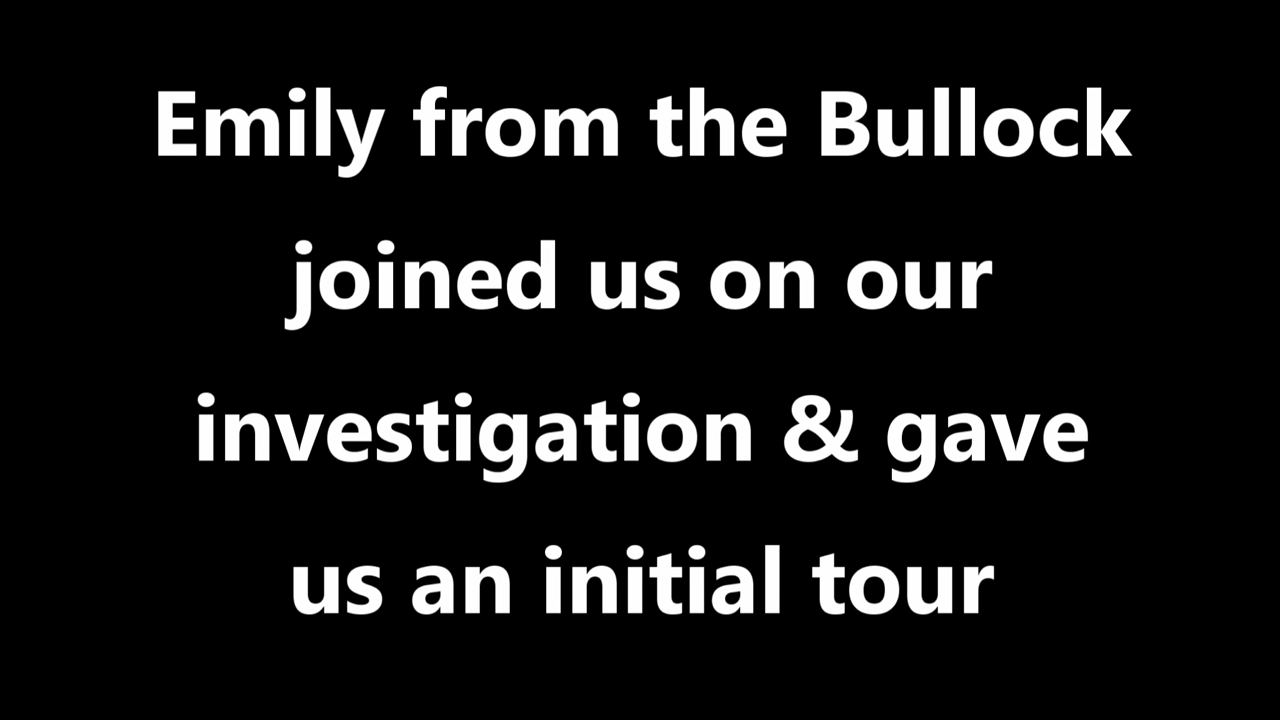 Emily from the Bullock
joined us on our
investigation & gave
us an initial tour